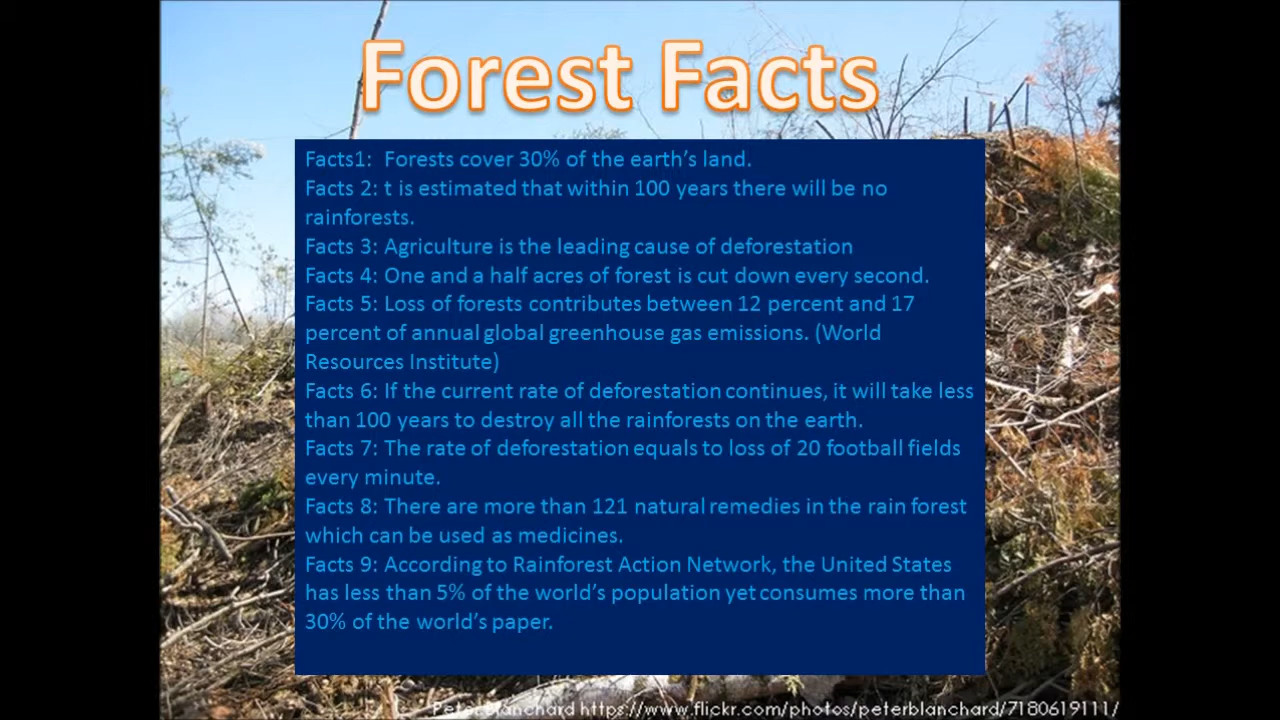 Forest Facts
Facts1:  Forests cover 30% of the earth’s land.
Facts 2: t is estimated that within 100 years there will be no
rainforests.
Facts 3: Agriculture is the leading cause of deforestation
Facts 4: One and a half acres of forest is cut down every second.
Facts 5: Loss of forests contributes between 12 percent and 17
percent of annual global greenhouse gas emissions. (World
Resources Institute)
Facts 6: If the current rate of deforestation continues, it will take less
than 100 years to destroy all the rainforests on the earth.
Facts 7: The rate of deforestation equals to loss of 20 football fields
every minute.
Facts 8: There are more than 121 natural remedies in the rain forest
which can be used as medicines.
Facts 9: According to Rainforest Action Network, the United States
has less than 5% of the world’s population yet consumes more than
30% of the world’s paper.
Peter Blanchard https://www.flickr.com/photos/peterblanchard/7180619111/